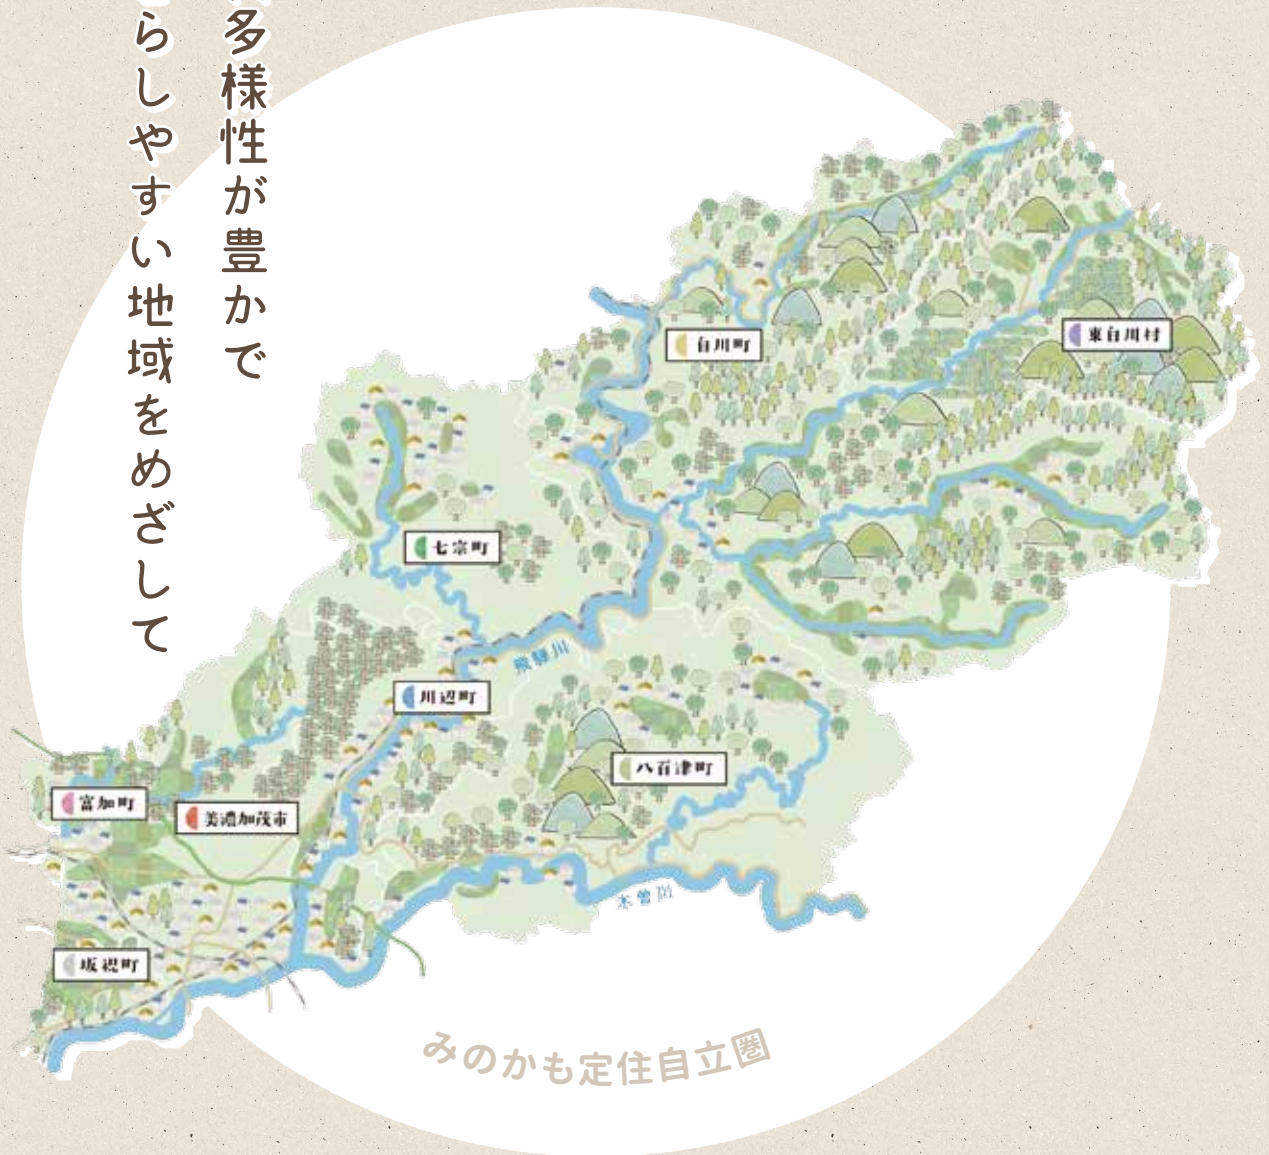 多様性が豊かで
らしやすい地域をめざして
白川町
東白川村
七宗町
飛騨川
川辺町
八百津町
富加町
美濃加茂市
木曽川
坂祝町
みのかも定住自立圏